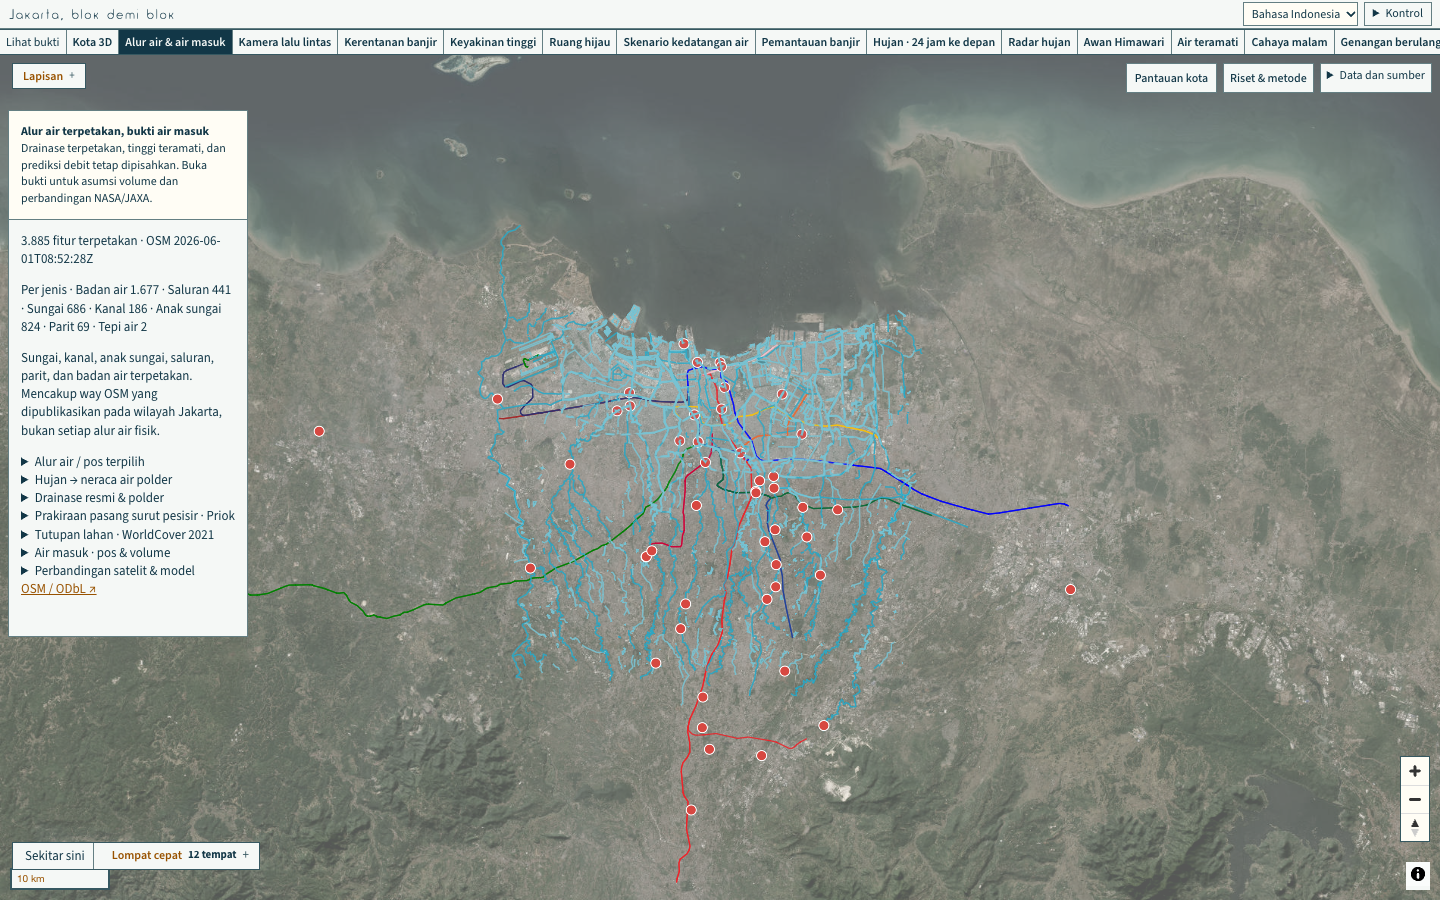 Jakarta, blok demi blok
Bahasa Indonesia
Kontrol
Lihat bukti
Kota 3D
Alur air & air masuk
Kamera lalu lintas
Kerentanan banjir
Keyakinan tinggi
Ruang hijau
Skenario kedatangan air
Pemantauan banjir
Hujan · 24 jam ke depan
Radar hujan
Awan Himawari
Air teramati
Cahaya malam
Genangan berulang
Lapisan +
Pantauan kota
Riset & metode
Data dan sumber
Alur air terpetakan, bukti air masuk
Drainase terpetakan, tinggi teramati, dan
prediksi debit tetap dipisahkan. Buka
bukti untuk asumsi volume dan
perbandingan NASA/JAXA.
3.885 fitur terpetakan · OSM 2026-06-
01T08:52:28Z
Per jenis · Badan air 1.677 · Saluran 441
· Sungai 686 · Kanal 186 · Anak sungai
824 · Parit 69 · Tepi air 2
Sungai, kanal, anak sungai, saluran,
parit, dan badan air terpetakan.
Mencakup way OSM yang
dipublikasikan pada wilayah Jakarta,
bukan setiap alur air fisik.
Alur air / pos terpilih
Hujan → neraca air polder
Drainase resmi & polder
Prakiraan pasang surut pesisir · Priok
Tutupan lahan · WorldCover 2021
Air masuk · pos & volume
Perbandingan satelit & model
OSM / ODbL ↗
Sekitar sini
Lompat cepat 12 tempat +
10 km